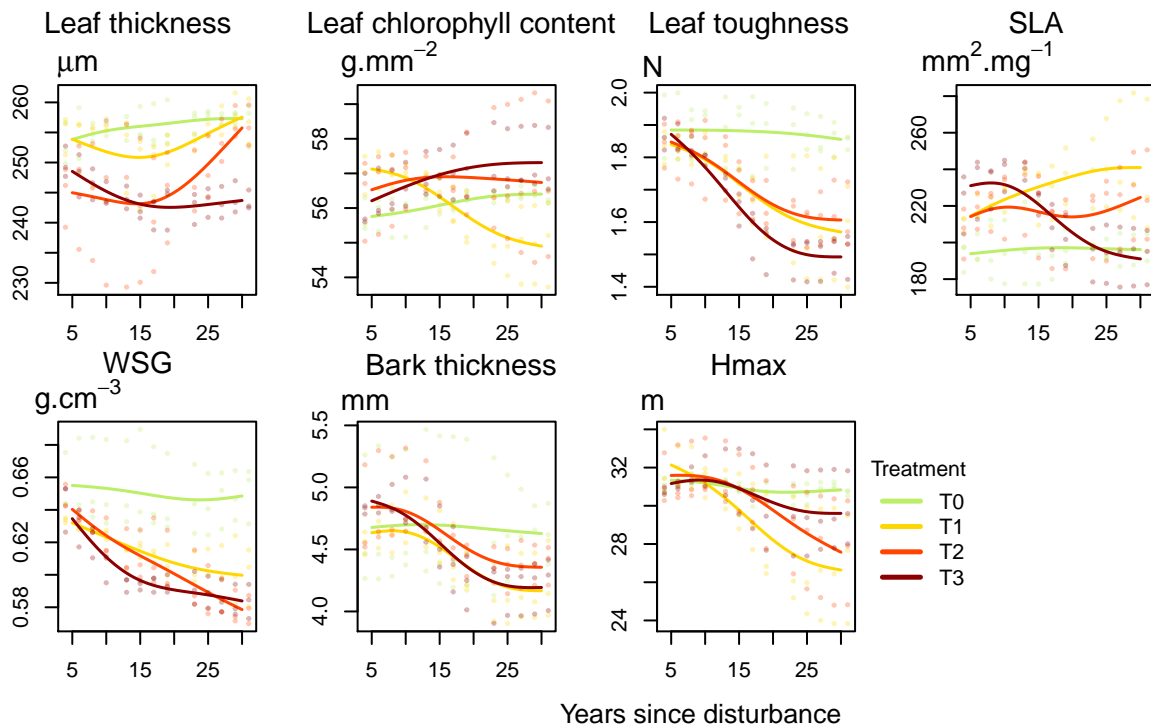 Leaf thickness
μm
230 240 250 260
5 15 25
Leaf chlorophyll content
g.mm−2
54 56 58
5 15 25
Leaf toughness
N
1.4 1.6 1.8 2.0
5 15 25
SLA
mm2.mg−1
180 220 260
5 15 25
WSG
g.cm−3
0.58 0.62 0.66
5 15 25
Bark thickness
mm
4.0 4.5 5.0 5.5
5 15 25
Hmax
m
24 28 32
5 15 25
Treatment
T0
T1
T2
T3
Years since disturbance